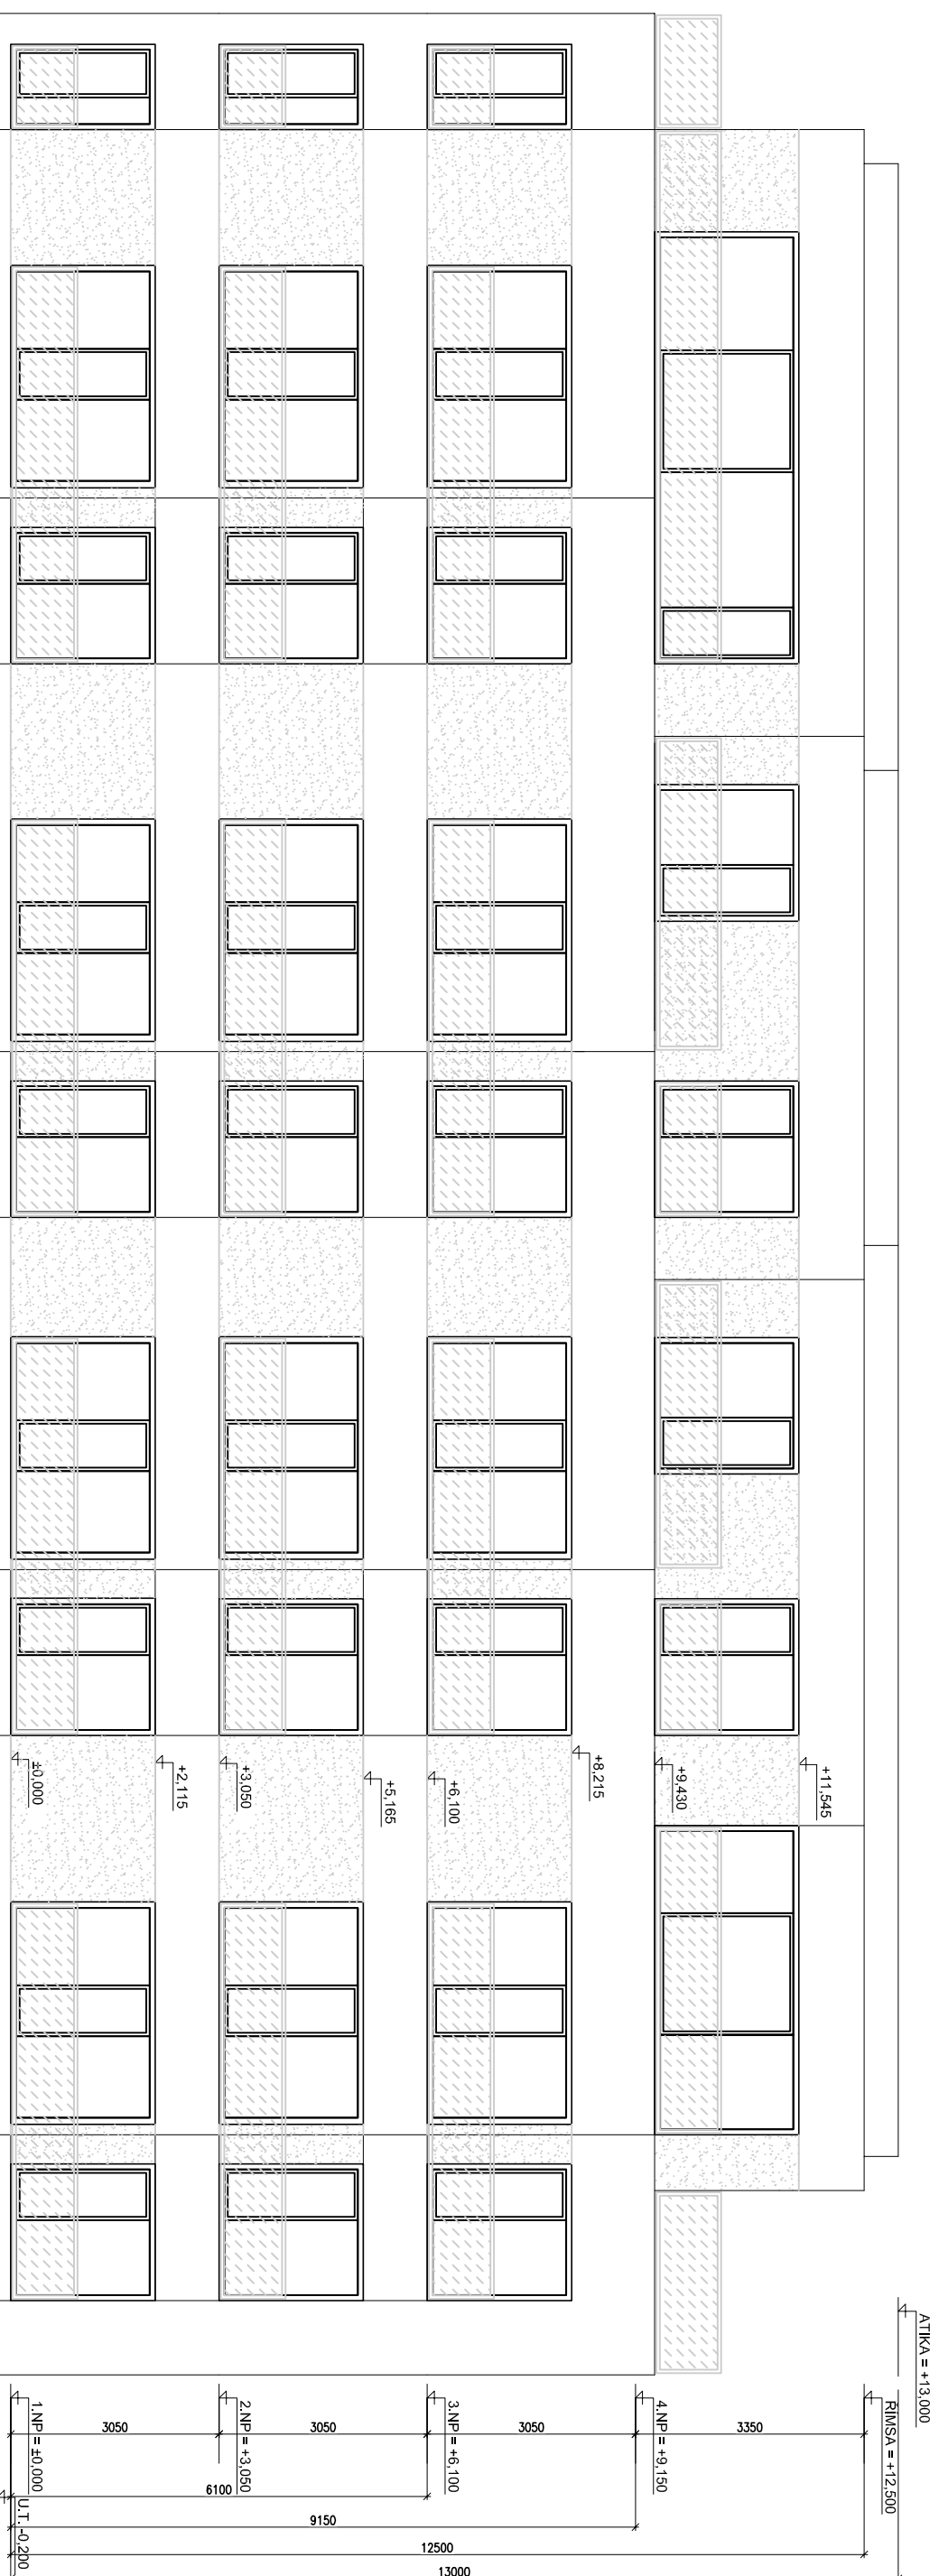 ATIKA = +13,000
ŘÍMSA = +12,500
+11,545
+9,430
+8,215
+6,100
+5,165
+3,050
+2,115
±0,000
4.NP = +9,150
3.NP = +6,100
2.NP = +3,050
1.NP = ±0,000
U.T. -0,200
3350
3050
3050
3050
6100
9150
12500
13000